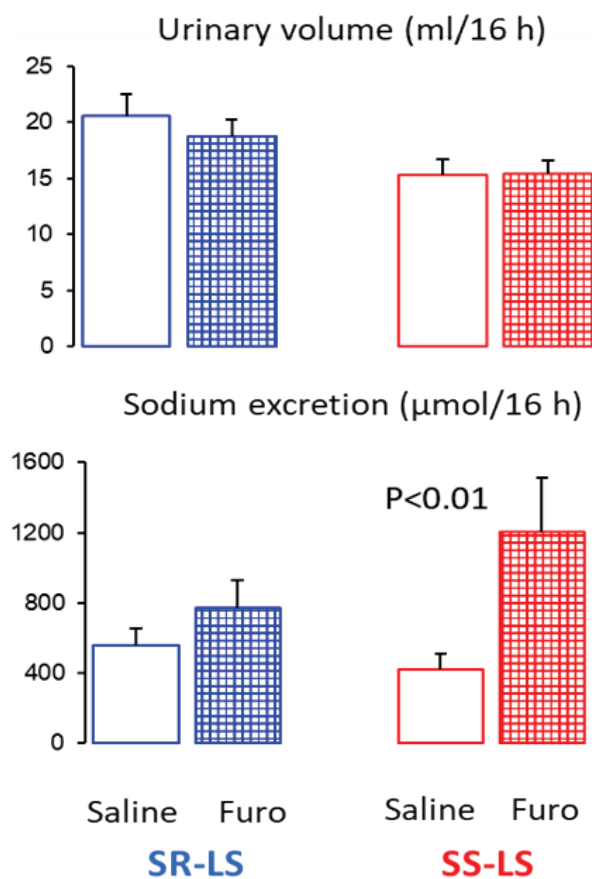 Urinary volume (ml/16 h)
25
20
15
10
5
0
Sodium excretion (µmol/16 h)
1600
P<0.01
1200
800
400
0
Saline Furo Saline Furo
SR-LS SS-LS